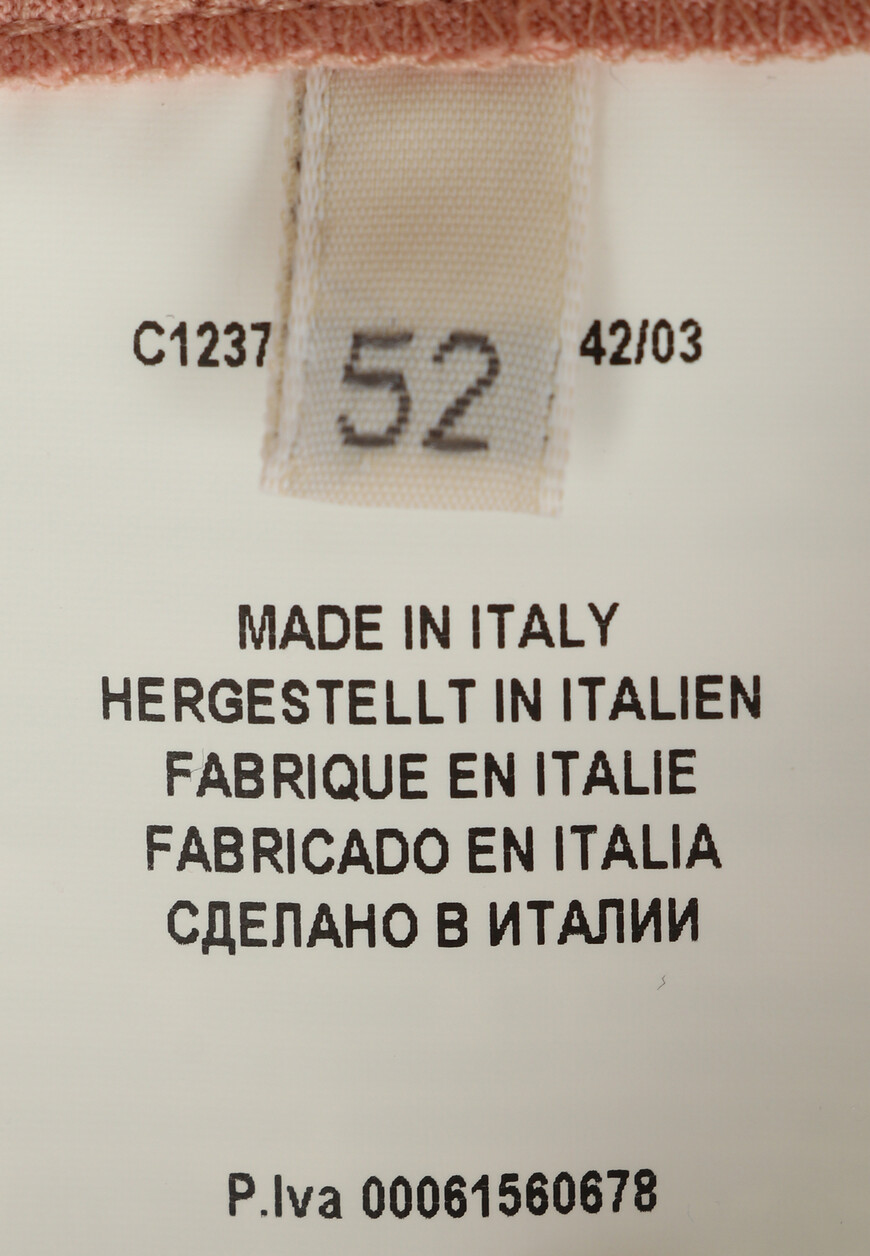 C1237 52 42/03
MADE IN ITALY
HERGESTELLT IN ITALIEN
FABRIQUE EN ITALIE
FABRICADO EN ITALIA
СДЕЛАНО В ИТАЛИИ
P.Iva 00061560678